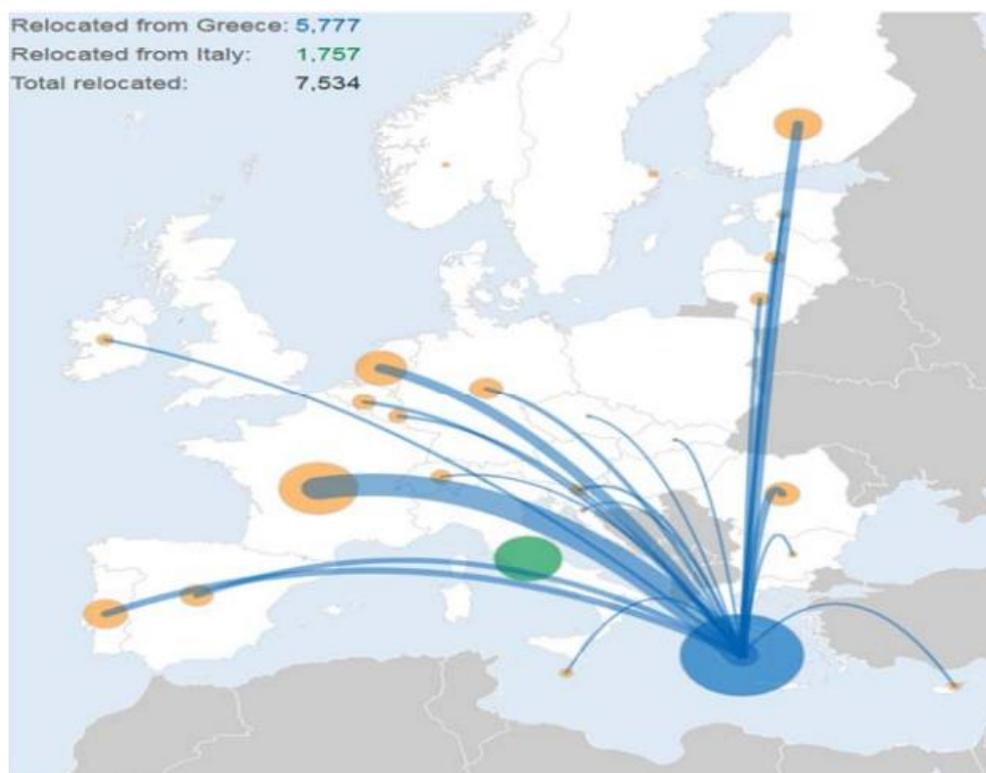 Relocated from Greece: 5,777
Relocated from Italy: 1,757
Total relocated: 7,534